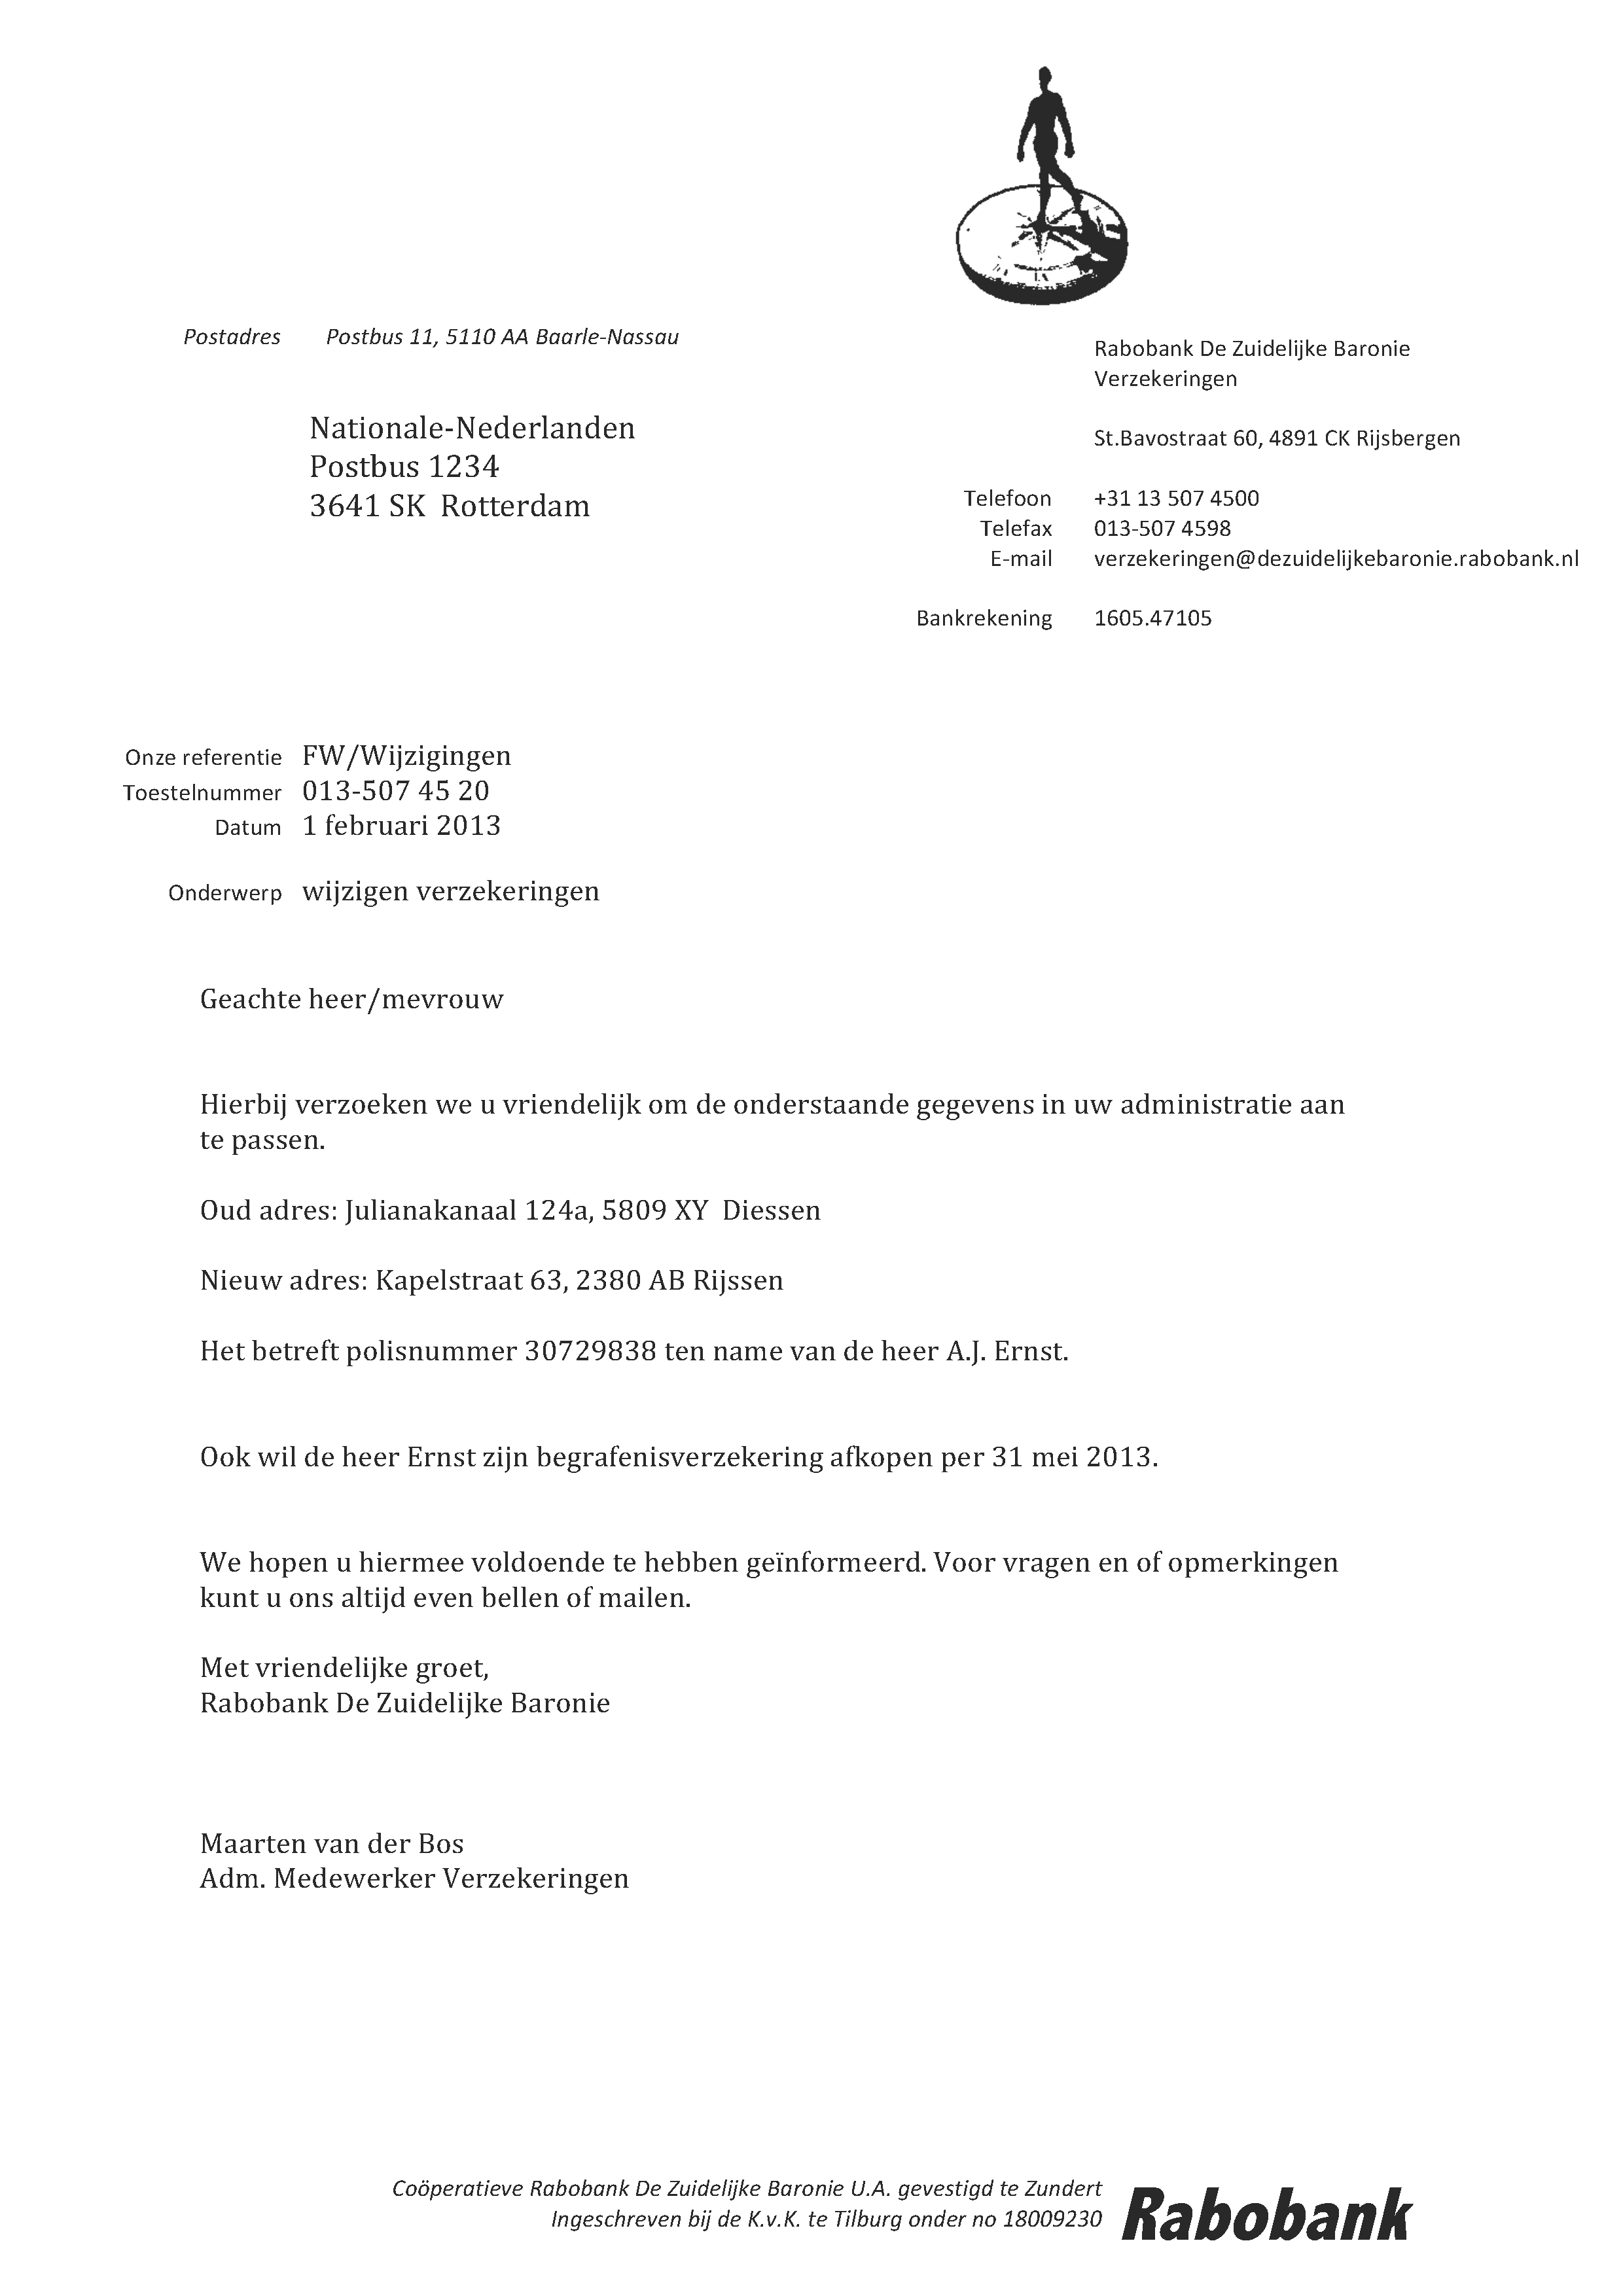 Postadres Postbus 11, 5110 AA Baarle-Nassau
Rabobank De Zuidelijke Baronie
Verzekeringen
Nationale-Nederlanden
Postbus 1234
3641 SK Rotterdam
St.Bavostraat 60, 4891 CK Rijsbergen
Telefoon +31 13 507 4500
Telefax 013-507 4598
E-mail verzekeringen@dezuidelijkebaronie.rabobank.nl
Bankrekening 1605.47105
Onze referentie FW/Wijzigingen
Toestelnummer 013-507 45 20
Datum 1 februari 2013
Onderwerp wijzigen verzekeringen
Geachte heer/mevrouw
Hierbij verzoeken we u vriendelijk om de onderstaande gegevens in uw administratie aan
te passen.
Oud adres: Julianakanaal 124a, 5809 XY Diessen
Nieuw adres: Kapelstraat 63, 2380 AB Rijssen
Het betreft polisnummer 30729838 ten name van de heer A.J. Ernst.
Ook wil de heer Ernst zijn begrafenisverzekering afkopen per 31 mei 2013.
We hopen u hiermee voldoende te hebben geïnformeerd. Voor vragen en of opmerkingen
kunt u ons altijd even bellen of mailen.
Met vriendelijke groet,
Rabobank De Zuidelijke Baronie
Maarten van der Bos
Adm. Medewerker Verzekeringen
Coöperatieve Rabobank De Zuidelijke Baronie U.A. gevestigd te Zundert
Ingeschreven bij de K.v.K. te Tilburg onder no 18009230
Rabobank